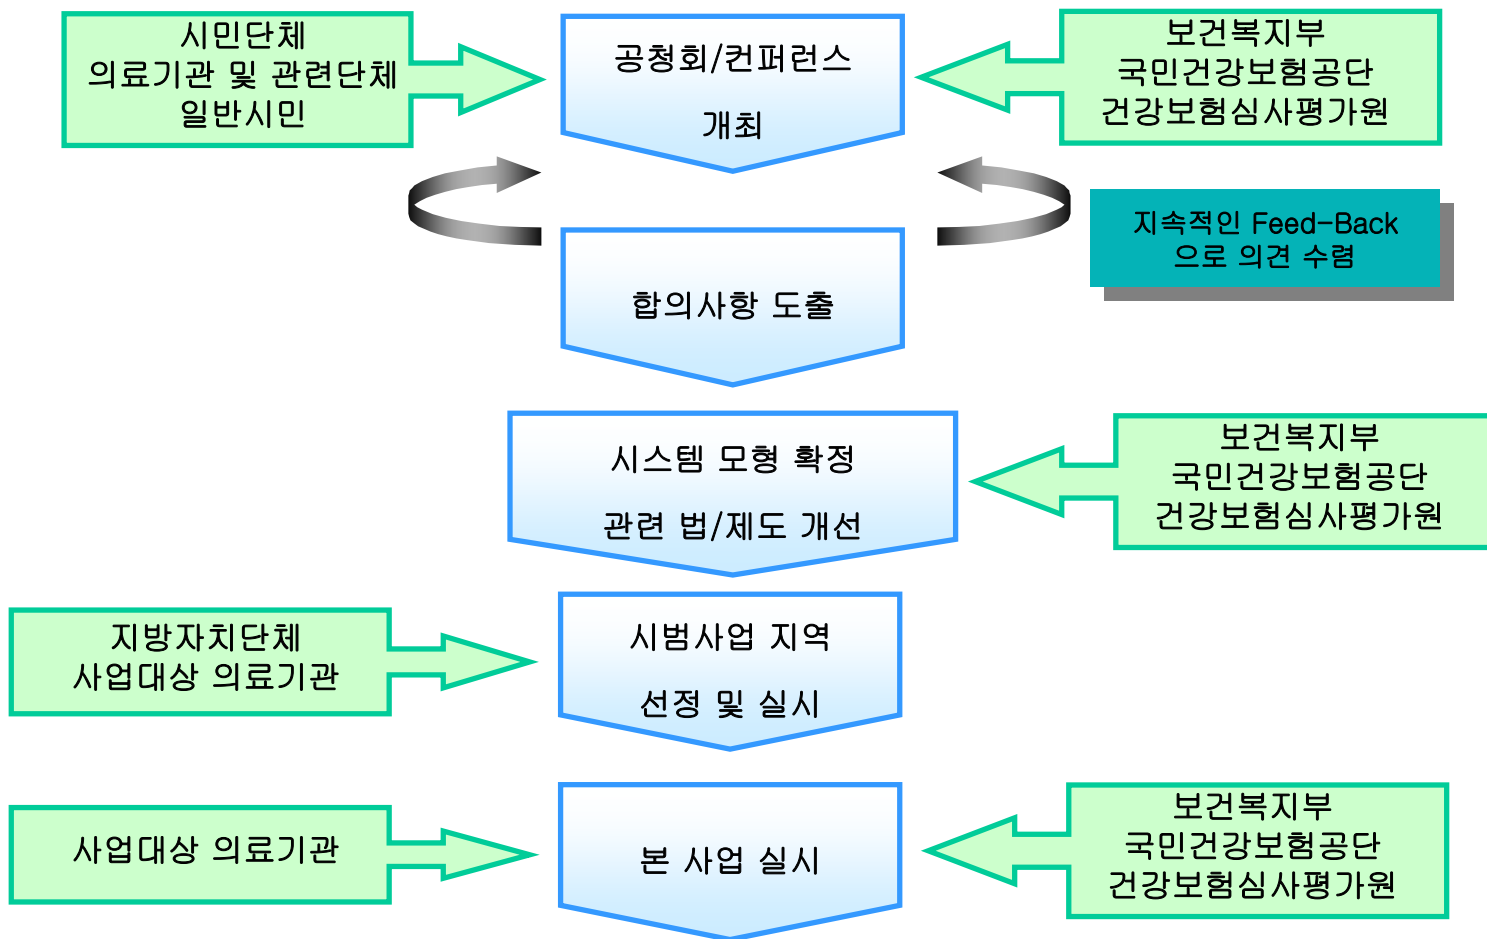 시민단체
의료기관 및 관련단체
일반시민
공청회/컨퍼런스
개최
보건복지부
국민건강보험공단
건강보험심사평가원
지속적인 Feed-Back
으로 의견 수렴
합의사항 도출
시스템 모형 확정
관련 법/제도 개선
보건복지부
국민건강보험공단
건강보험심사평가원
지방자치단체
사업대상 의료기관
시범사업 지역
선정 및 실시
사업대상 의료기관
본 사업 실시
보건복지부
국민건강보험공단
건강보험심사평가원